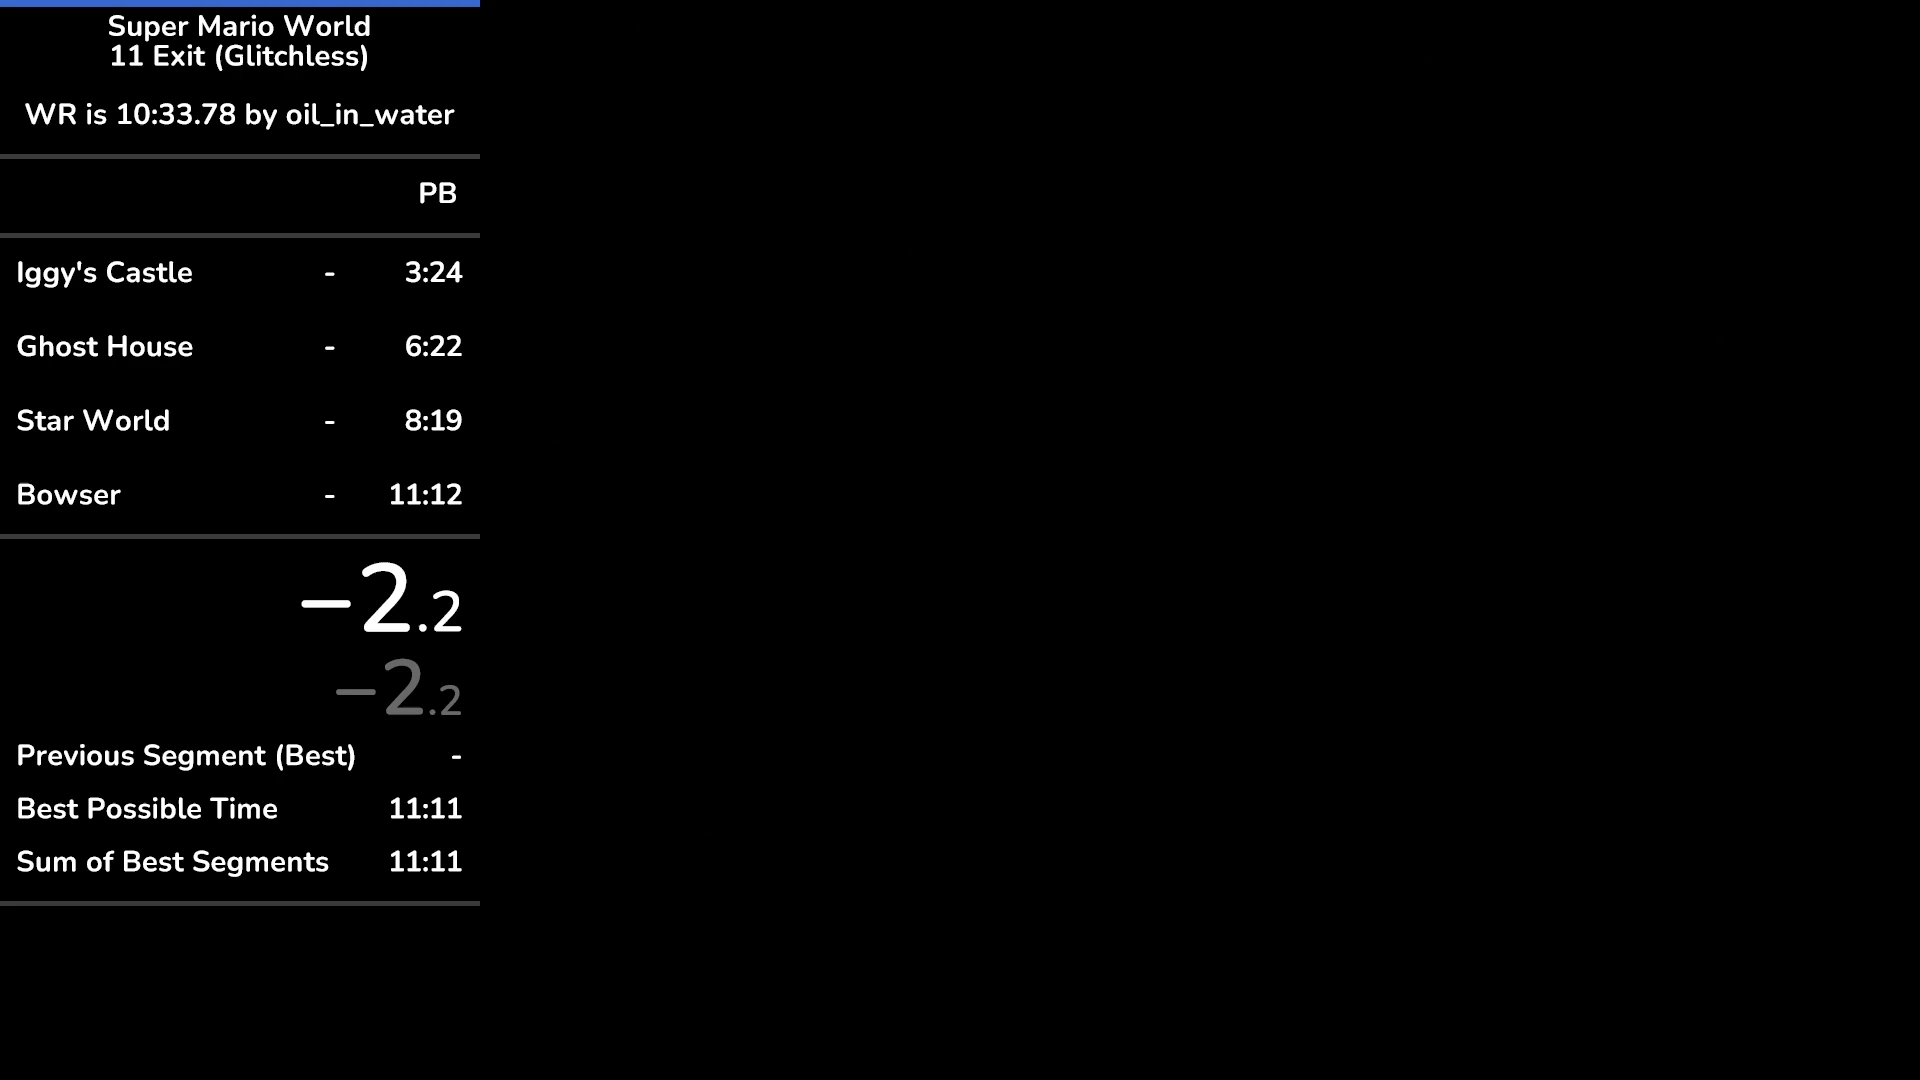 Super Mario World
11 Exit (Glitchless)
WR is 10:33.78 by oil_in_water
PB
Iggy's Castle - 3:24
Ghost House - 6:22
Star World - 8:19
Bowser - 11:12
−2.2
−2.2
Previous Segment (Best) -
Best Possible Time 11:11
Sum of Best Segments 11:11